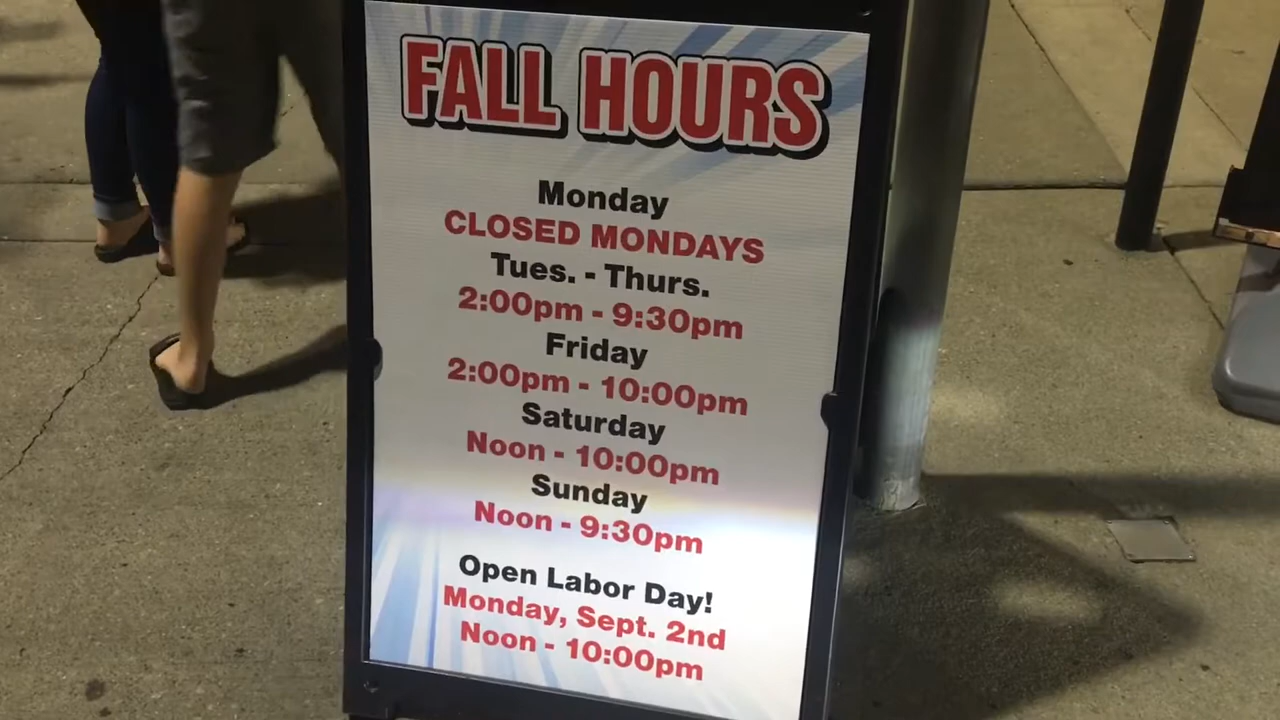 FALL HOURS
Monday
CLOSED MONDAYS
Tues. - Thurs.
2:00pm - 9:30pm
Friday
2:00pm - 10:00pm
Saturday
Noon - 10:00pm
Sunday
Noon - 9:30pm
Open Labor Day!
Monday, Sept. 2nd
Noon - 10:00pm